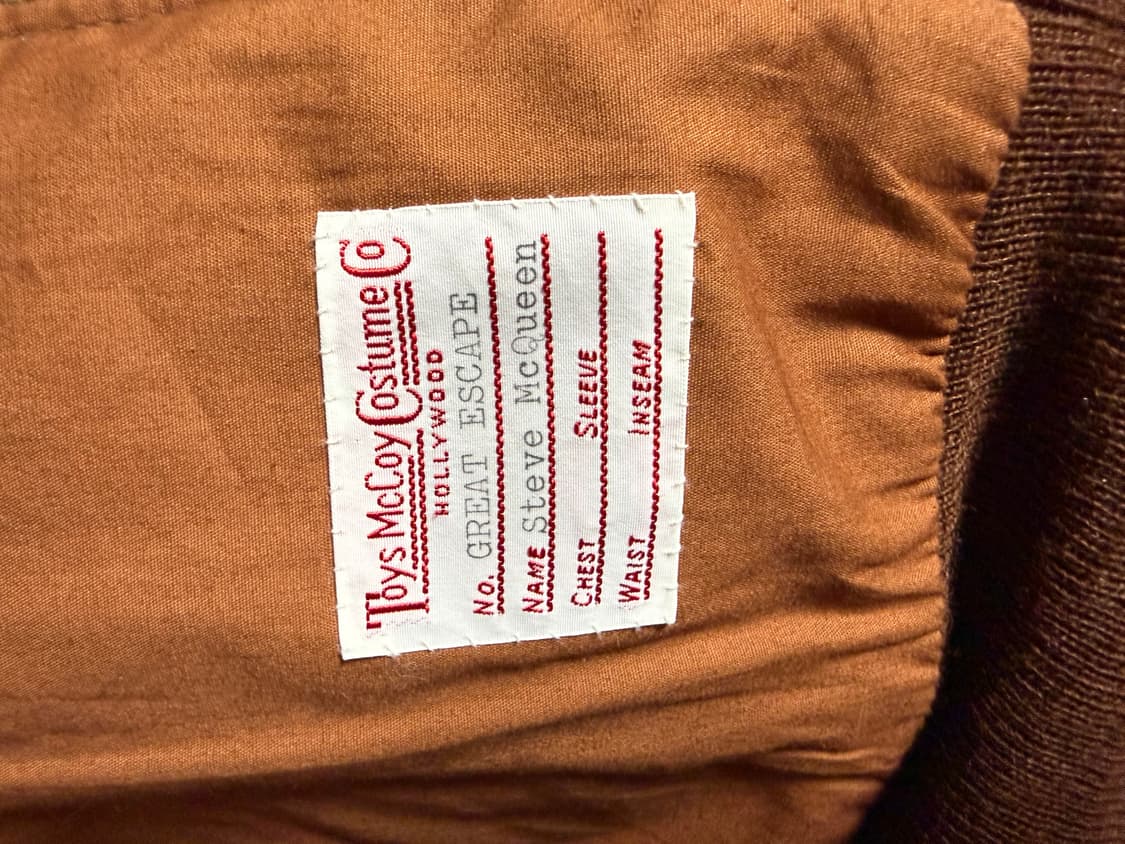 Toys McCoy Costume Co
HOLLYWOOD
No. GREAT ESCAPE
NAME Steve McQueen
CHEST SLEEVE
WAIST INSEAM